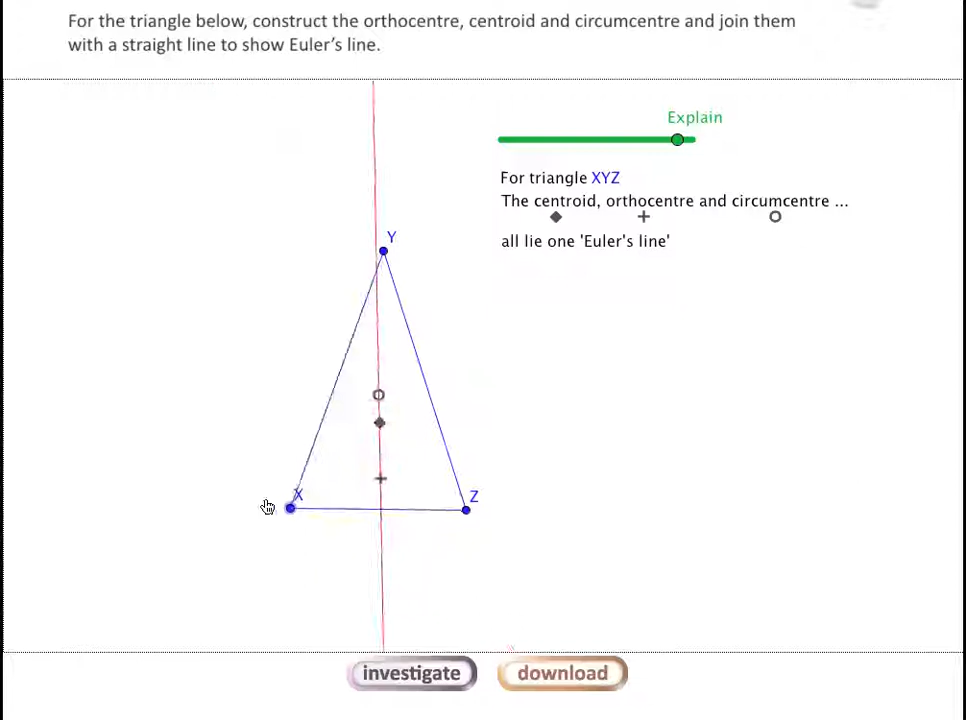 For the triangle below, construct the orthocentre, centroid and circumcentre and join them
with a straight line to show Euler’s line.
Explain
For triangle XYZ
The centroid, orthocentre and circumcentre ...
all lie one 'Euler's line'
Y
X
Z
investigate
download